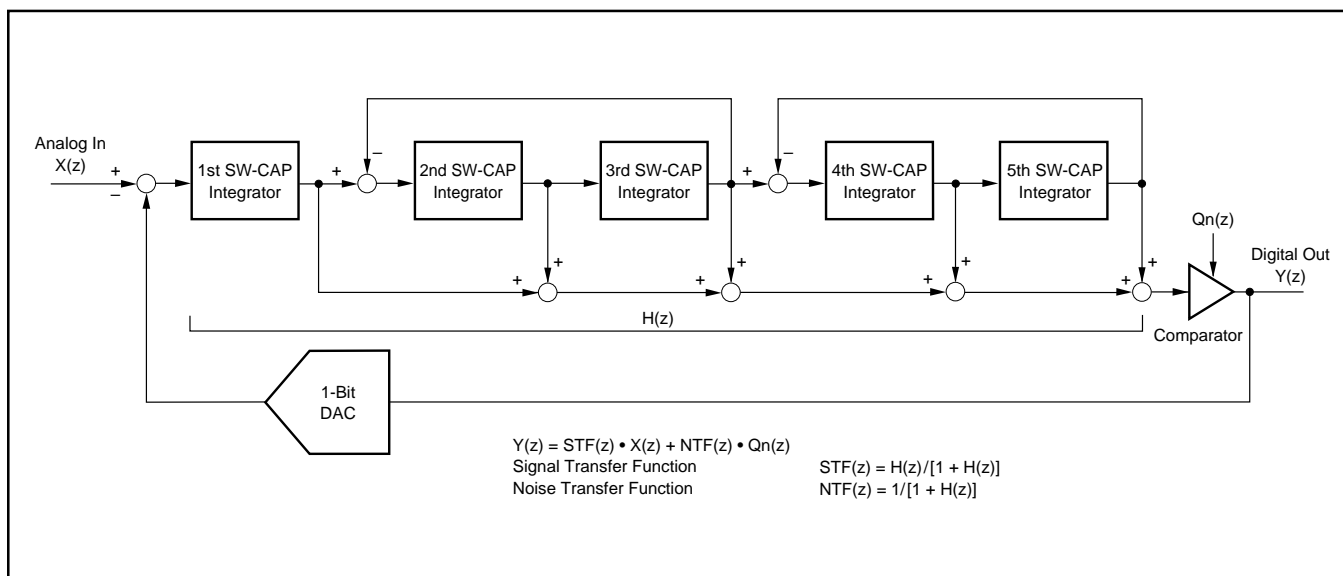 Analog In
X(z)
+
−
1st SW-CAP
Integrator
+
−
2nd SW-CAP
Integrator
3rd SW-CAP
Integrator
+
−
4th SW-CAP
Integrator
5th SW-CAP
Integrator
Qn(z)
Digital Out
Y(z)
+
+
+
+
+
+
+
+
H(z)
Comparator
1-Bit
DAC
Y(z) = STF(z) • X(z) + NTF(z) • Qn(z)
Signal Transfer Function STF(z) = H(z)/[1 + H(z)]
Noise Transfer Function NTF(z) = 1/[1 + H(z)]